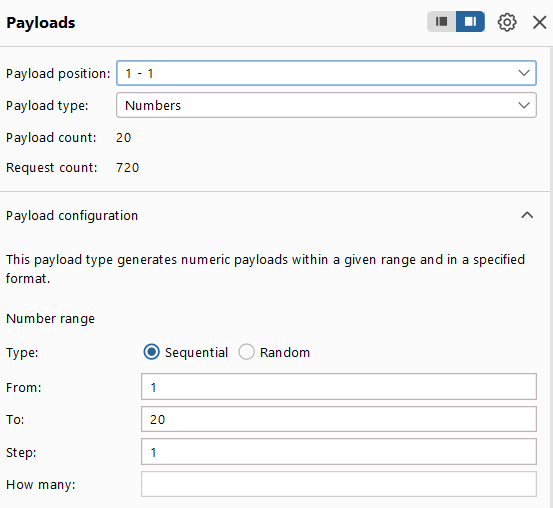 Payloads
Payload position: 1 - 1
Payload type: Numbers
Payload count: 20
Request count: 720
Payload configuration
This payload type generates numeric payloads within a given range and in a specified
format.
Number range
Type: Sequential Random
From: 1
To: 20
Step: 1
How many: